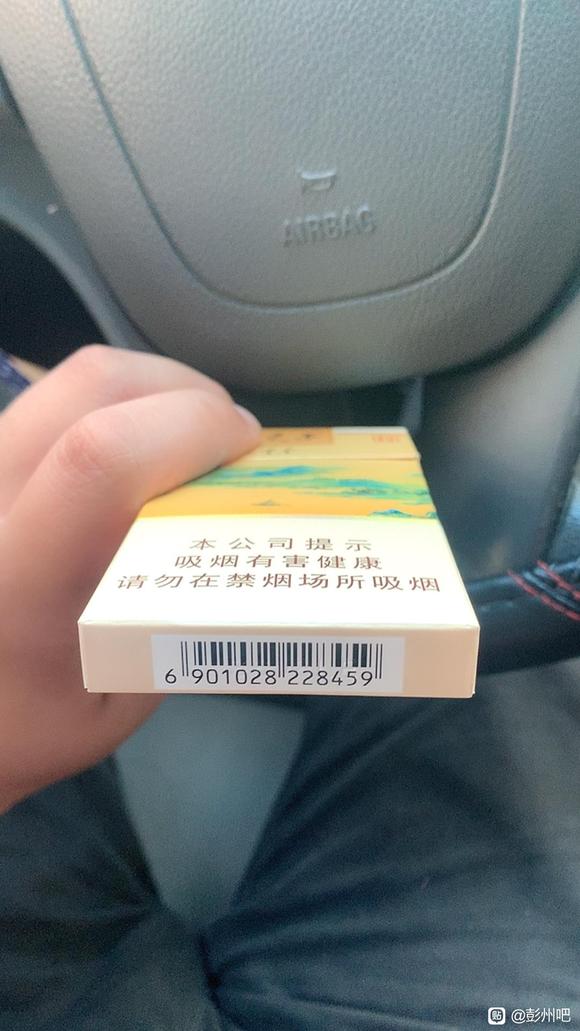 AIRBAG
本公司提示
吸烟有害健康
请勿在禁烟场所吸烟
6 901028 228459
@彭州吧